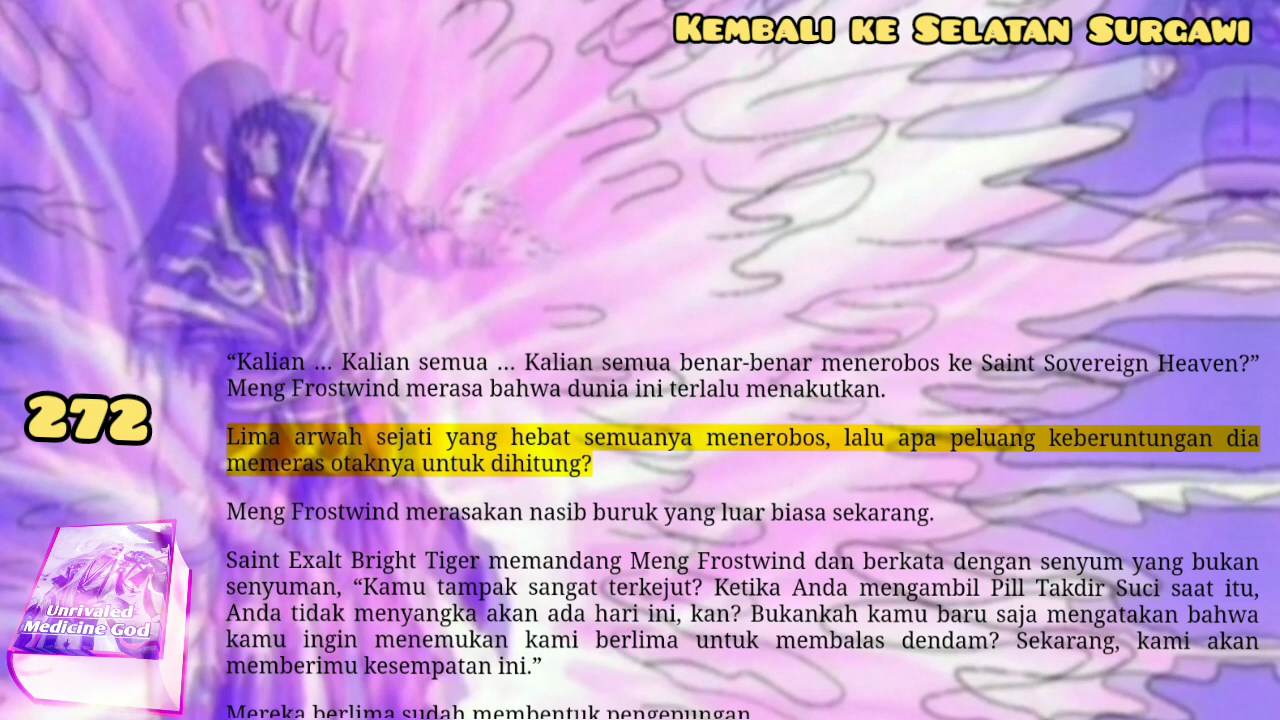 Kembali ke Selatan Surgawi
“Kalian ... Kalian semua ... Kalian semua benar-benar menerobos ke Saint Sovereign Heaven?”
Meng Frostwind merasa bahwa dunia ini terlalu menakutkan.
272
Lima arwah sejati yang hebat semuanya menerobos, lalu apa peluang keberuntungan dia
memeras otaknya untuk dihitung?
Meng Frostwind merasakan nasib buruk yang luar biasa sekarang.
Saint Exalt Bright Tiger memandang Meng Frostwind dan berkata dengan senyum yang bukan
senyuman, “Kamu tampak sangat terkejut? Ketika Anda mengambil Pill Takdir Suci saat itu,
Anda tidak menyangka akan ada hari ini, kan? Bukankah kamu baru saja mengatakan bahwa
kamu ingin menemukan kami berlima untuk membalas dendam? Sekarang, kami akan
memberimu kesempatan ini.”
Unrivaled
Medicine God
Mereka berlima sudah membentuk pengepungan